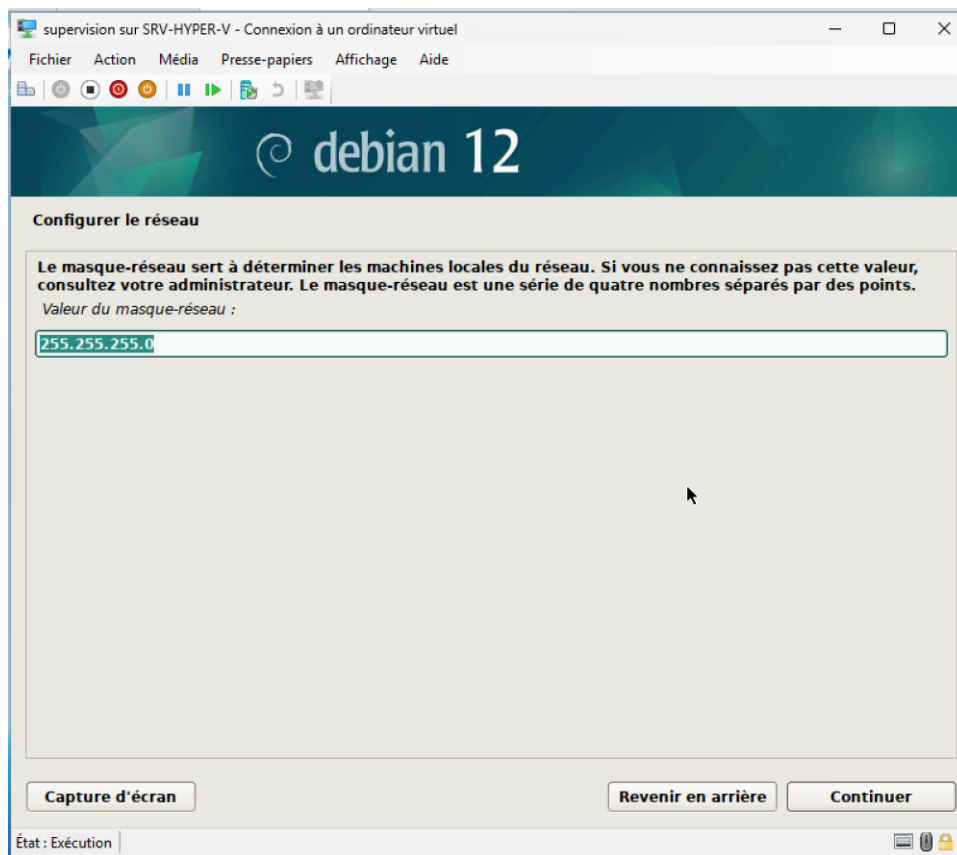 supervision sur SRV-HYPER-V - Connexion à un ordinateur virtuel
Fichier Action Média Presse-papiers Affichage Aide
debian 12
Configurer le réseau
Le masque-réseau sert à déterminer les machines locales du réseau. Si vous ne connaissez pas cette valeur,
consultez votre administrateur. Le masque-réseau est une série de quatre nombres séparés par des points.
Valeur du masque-réseau :
255.255.255.0
Capture d'écran Revenir en arrière Continuer
État : Exécution